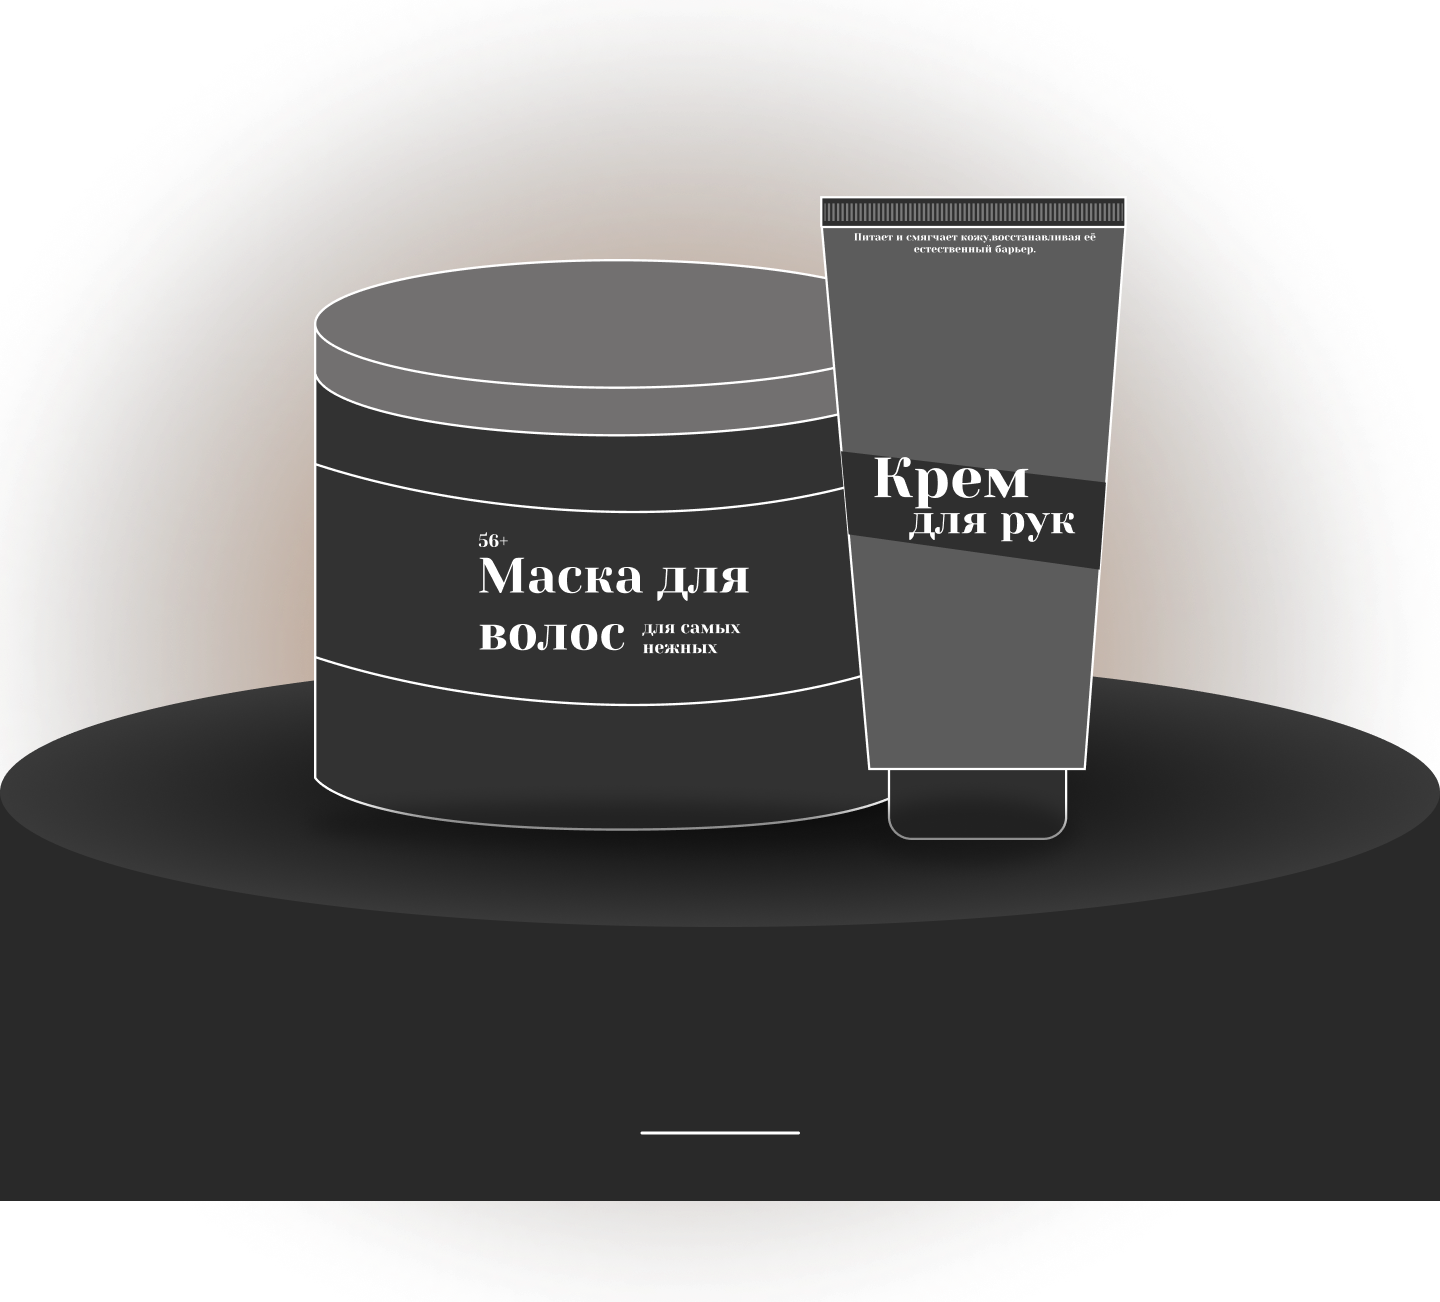 56+
Маска для
волос
для самых
нежных
Питает и смягчает кожу,восстанавливая её
естественный барьер.
Крем
для рук